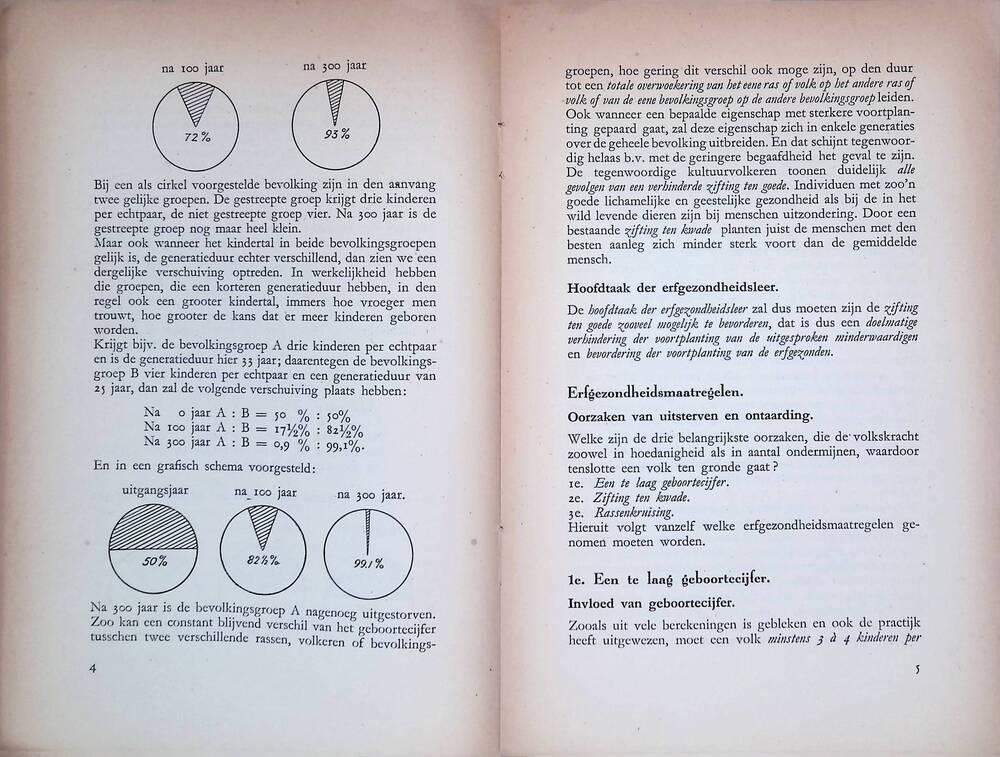 na 100 jaar
na 300 jaar
72 %
93 %
Bij een als cirkel voorgestelde bevolking zijn in den aanvang
twee gelijke groepen. De gestreepte groep krijgt drie kinderen
per echtpaar, de niet gestreepte groep vier. Na 300 jaar is de
gestreepte groep nog maar heel klein.
Maar ook wanneer het kindertal in beide bevolkingsgroepen
gelijk is, de generatieduur echter verschillend, dan zien we een
dergelijke verschuiving optreden. In werkelijkheid hebben
die groepen, die een korteren generatieduur hebben, in den
regel ook een grooter kindertal, immers hoe vroeger men
trouwt, hoe grooter de kans dat er meer kinderen geboren
worden.
Krijgt bijv. de bevolkingsgroep A drie kinderen per echtpaar
en is de generatieduur hier 33 jaar; daarentegen de bevolkings-
groep B vier kinderen per echtpaar en een generatieduur van
25 jaar, dan zal de volgende verschuiving plaats hebben:
Na 0 jaar A : B = 50 % : 50%
Na 100 jaar A : B = 17½% : 82½%
Na 300 jaar A : B = 0,9 % : 99,1%.
En in een grafisch schema voorgesteld:
uitgangsjaar
na 100 jaar
na 300 jaar.
50%
82½%
99.1%
Na 300 jaar is de bevolkingsgroep A nagenoeg uitgestorven.
Zoo kan een constant blijvend verschil van het geboortecijfer
tusschen twee verschillende rassen, volkeren of bevolkings-
4
groepen, hoe gering dit verschil ook moge zijn, op den duur
tot een totale overwoekering van het eene ras of volk op het andere ras of
volk of van de eene bevolkingsgroep op de andere bevolkingsgroep leiden.
Ook wanneer een bepaalde eigenschap met sterkere voortplan-
ting gepaard gaat, zal deze eigenschap zich in enkele generaties
over de geheele bevolking uitbreiden. En dat schijnt tegenwoor-
dig helaas b.v. met de geringere begaafdheid het geval te zijn.
De tegenwoordige kultuurvolkeren toonen duidelijk alle
gevolgen van een verhinderde zifting ten goede. Individuen met zoo'n
goede lichamelijke en geestelijke gezondheid als bij de in het
wild levende dieren zijn bij menschen uitzondering. Door een
bestaande zifting ten kwade planten juist de menschen met den
besten aanleg zich minder sterk voort dan de gemiddelde
mensch.
Hoofdtaak der erfgezondheidsleer.
De hoofdtaak der erfgezondheidsleer zal dus moeten zijn de zifting
ten goede zooveel mogelijk te bevorderen, dat is dus een doelmatige
verhindering der voortplanting van de uitgesproken minderwaardigen
en bevordering der voortplanting van de erfgezonden.
Erfgezondheidsmaatregelen.
Oorzaken van uitsterven en ontaarding.
Welke zijn de drie belangrijkste oorzaken, die de volkskracht
zoowel in hoedanigheid als in aantal ondermijnen, waardoor
tenslotte een volk ten gronde gaat?
1e. Een te laag geboortecijfer.
2e. Zifting ten kwade.
3e. Rassenkruising.
Hieruit volgt vanzelf welke erfgezondheidsmaatregelen ge-
nomen moeten worden.
1e. Een te laag geboortecijfer.
Invloed van geboortecijfer.
Zooals uit vele berekeningen is gebleken en ook de practijk
heeft uitgewezen, moet een volk minstens 3 à 4 kinderen per
5